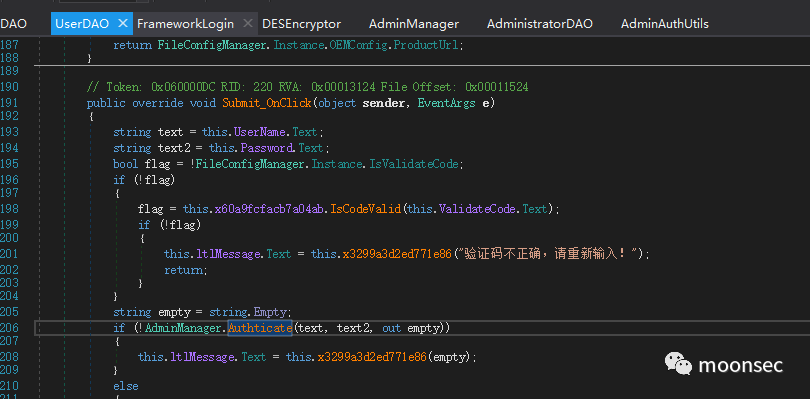 DAO UserDAO × FrameworkLogin × DESEncryptor AdminManager AdministratorDAO AdminAuthUtils
187 return FileConfigManager.Instance.OEMConfig.ProductUrl;
188 }
189
190 // Token: 0x060000DC RID: 220 RVA: 0x00013124 File Offset: 0x00011524
191 public override void Submit_OnClick(object sender, EventArgs e)
192 {
193 string text = this.UserName.Text;
194 string text2 = this.Password.Text;
195 bool flag = !FileConfigManager.Instance.IsValidateCode;
196 if (!flag)
197 {
198 flag = this.x60a9fcfacb7a04ab.IsCodeValid(this.ValidateCode.Text);
199 if (!flag)
200 {
201 this.ltlMessage.Text = this.x3299a3d2ed771e86("验证码不正确，请重新输入！");
202 return;
203 }
204 }
205 string empty = string.Empty;
206 if (!AdminManager.Authticate(text, text2, out empty))
207 {
208 this.ltlMessage.Text = this.x3299a3d2ed771e86(empty);
209 }
210 else
211 {
moonsec